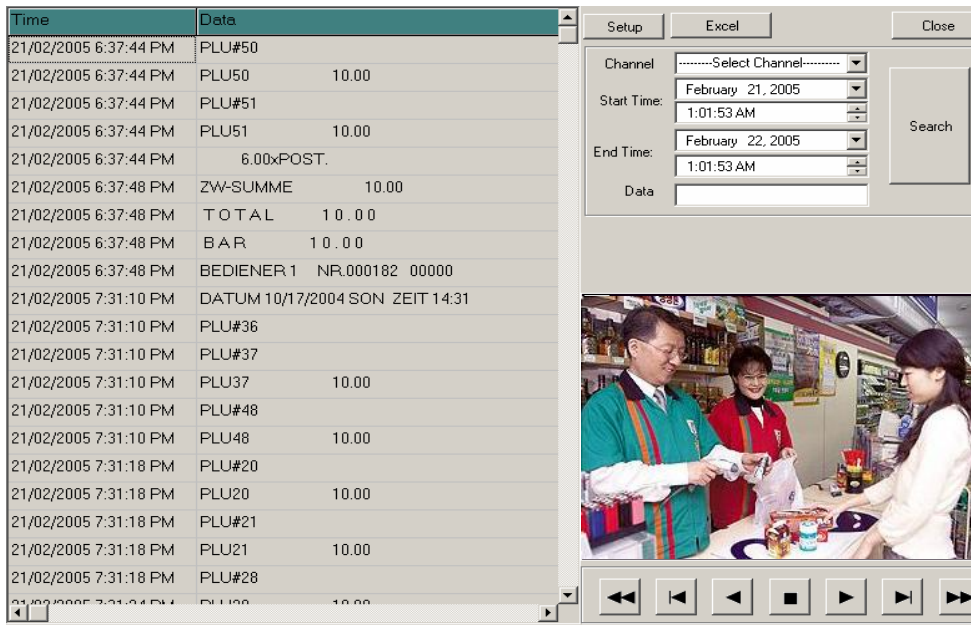 Time Data
21/02/2005 6:37:44 PM PLU#50
21/02/2005 6:37:44 PM PLU50 10.00
21/02/2005 6:37:44 PM PLU#51
21/02/2005 6:37:44 PM PLU51 10.00
21/02/2005 6:37:44 PM 6.00xPOST.
21/02/2005 6:37:48 PM ZW-SUMME 10.00
21/02/2005 6:37:48 PM T O T A L 1 0 . 0 0
21/02/2005 6:37:48 PM B A R 1 0 . 0 0
21/02/2005 6:37:48 PM BEDIENER 1 NR.000182 00000
21/02/2005 7:31:10 PM DATUM 10/17/2004 SON ZEIT 14:31
21/02/2005 7:31:10 PM PLU#36
21/02/2005 7:31:10 PM PLU#37
21/02/2005 7:31:10 PM PLU37 10.00
21/02/2005 7:31:10 PM PLU#48
21/02/2005 7:31:10 PM PLU48 10.00
21/02/2005 7:31:18 PM PLU#20
21/02/2005 7:31:18 PM PLU20 10.00
21/02/2005 7:31:18 PM PLU#21
21/02/2005 7:31:18 PM PLU21 10.00
21/02/2005 7:31:18 PM PLU#28
Setup Excel Close
Channel ---------Select Channel---------
Start Time: February 21, 2005
1:01:53 AM
Search
End Time: February 22, 2005
1:01:53 AM
Data